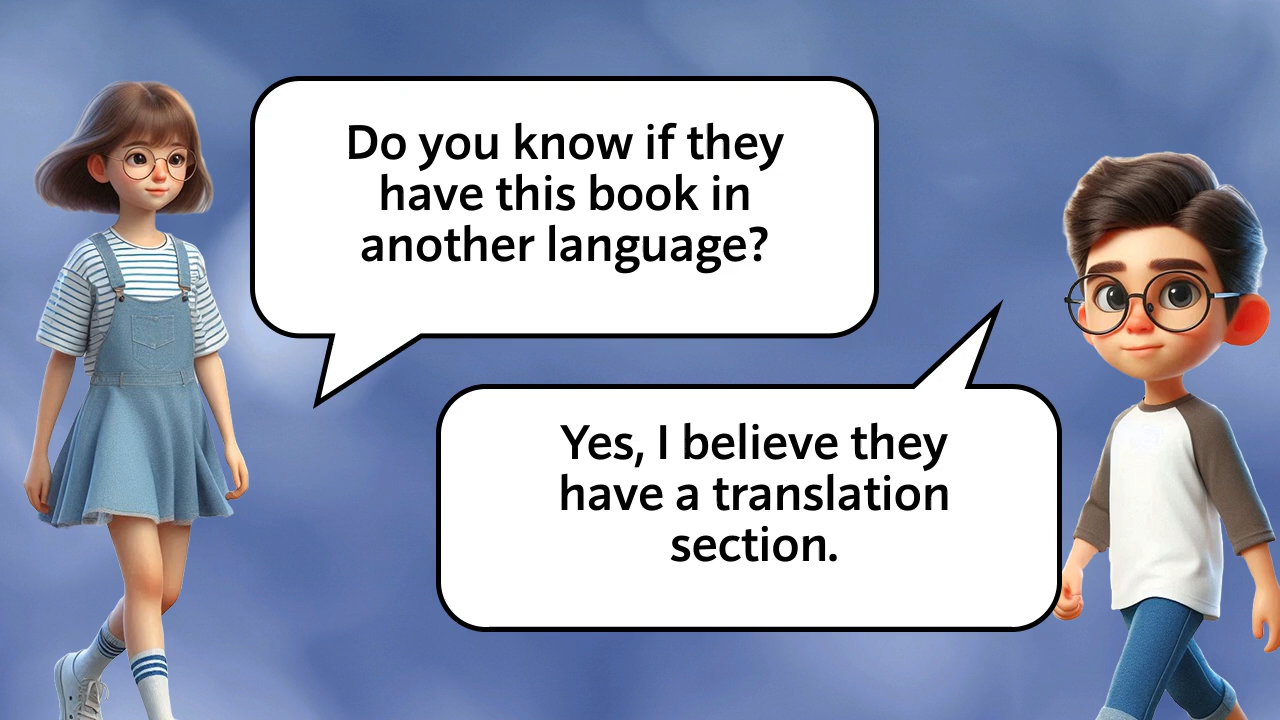 Do you know if they
have this book in
another language?
Yes, I believe they
have a translation
section.